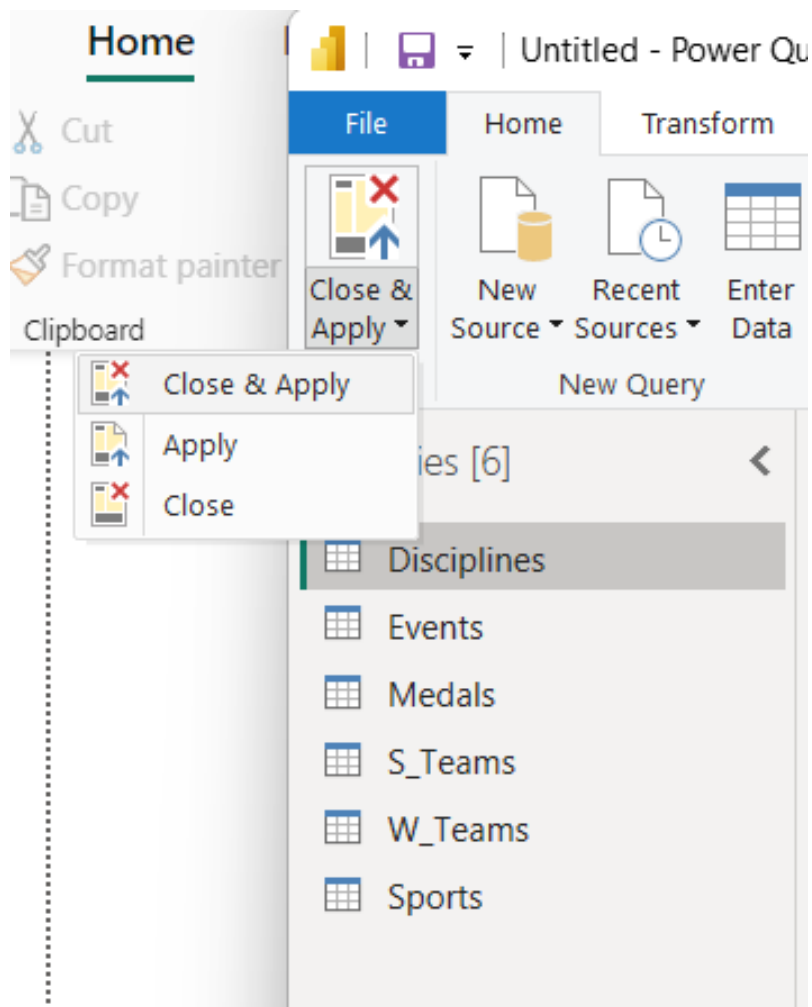 Home
Cut
Copy
Format painter
Clipboard
Untitled - Power Qu
File Home Transform
Close & Apply
New Source
Recent Sources
Enter Data
New Query
Close & Apply
Apply
Close
ies [6]
Disciplines
Events
Medals
S_Teams
W_Teams
Sports